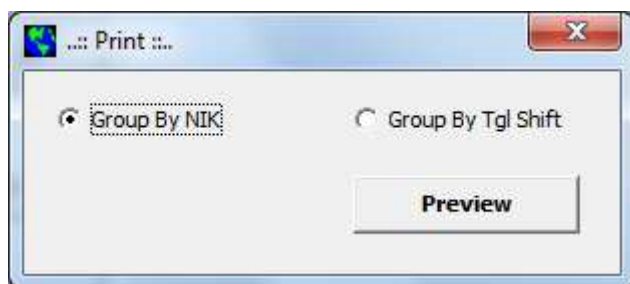 ..:: Print ::..
Group By NIK
Group By Tgl Shift
Preview